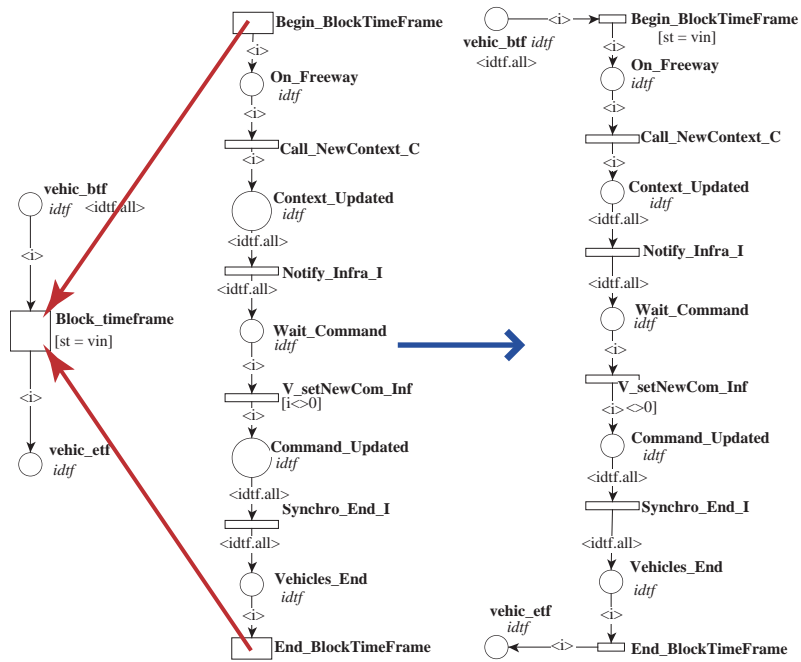 vehic_btf
idtf <idtf.all>
<i>
Block_timeframe
[st = vin]
<i>
vehic_etf
idtf
Begin_BlockTimeFrame
<i>
On_Freeway
idtf
<i>
Call_NewContext_C
Context_Updated
idtf
<idtf.all>
Notify_Infra_I
<idtf.all>
Wait_Command
idtf
<i>
V_setNewCom_Inf
[i<>0]
<i>
Command_Updated
idtf
<idtf.all>
Synchro_End_I
<idtf.all>
Vehicles_End
idtf
<i>
End_BlockTimeFrame
vehic_btf idtf
<idtf.all>
<i>
Begin_BlockTimeFrame
[st = vin]
<i>
On_Freeway
idtf
<i>
Call_NewContext_C
<i>
Context_Updated
idtf
<idtf.all>
Notify_Infra_I
<idtf.all>
Wait_Command
idtf
<i>
V_setNewCom_Inf
<i> <>0]
Command_Updated
idtf
<idtf.all>
Synchro_End_I
<idtf.all>
Vehicles_End
idtf
<i>
vehic_etf
idtf
<i>
End_BlockTimeFrame